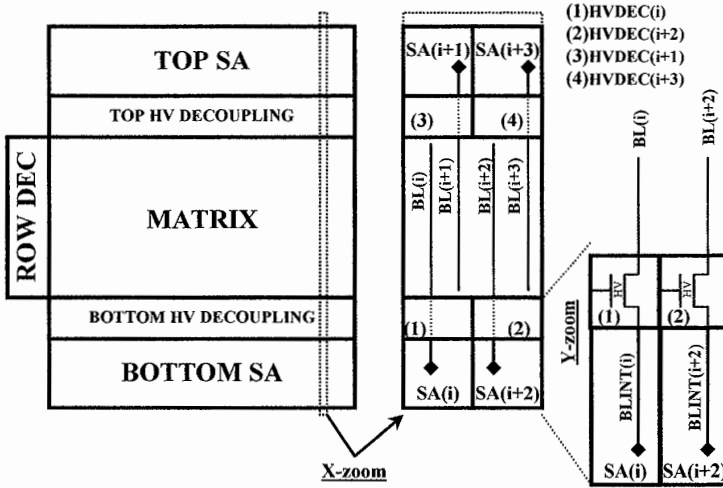 TOP SA
TOP HV DECOUPLING
ROW DEC
MATRIX
BOTTOM HV DECOUPLING
BOTTOM SA
X-zoom
SA(i+1)
SA(i+3)
(3)
(4)
BL(i)
BL(i+1)
BL(i+2)
BL(i+3)
(1)
(2)
SA(i)
SA(i+2)
(1)HVDEC(i)
(2)HVDEC(i+2)
(3)HVDEC(i+1)
(4)HVDEC(i+3)
BL(i)
BL(i+2)
Y-zoom
HV
HV
(1)
(2)
BLINT(i)
BLINT(i+2)
SA(i)
SA(i+2)